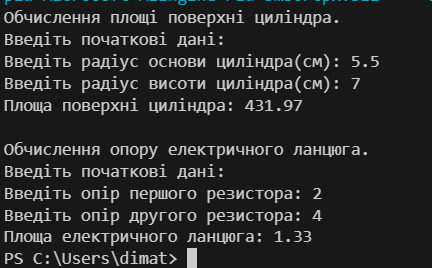 Обчислення площі поверхні циліндра.
Введіть початкові дані:
Введіть радіус основи циліндра(см): 5.5
Введіть радіус висоти циліндра(см): 7
Площа поверхні циліндра: 431.97
Обчислення опору електричного ланцюга.
Введіть початкові дані:
Введіть опір першого резистора: 2
Введіть опір другого резистора: 4
Площа електричного ланцюга: 1.33
PS C:\Users\dimat>